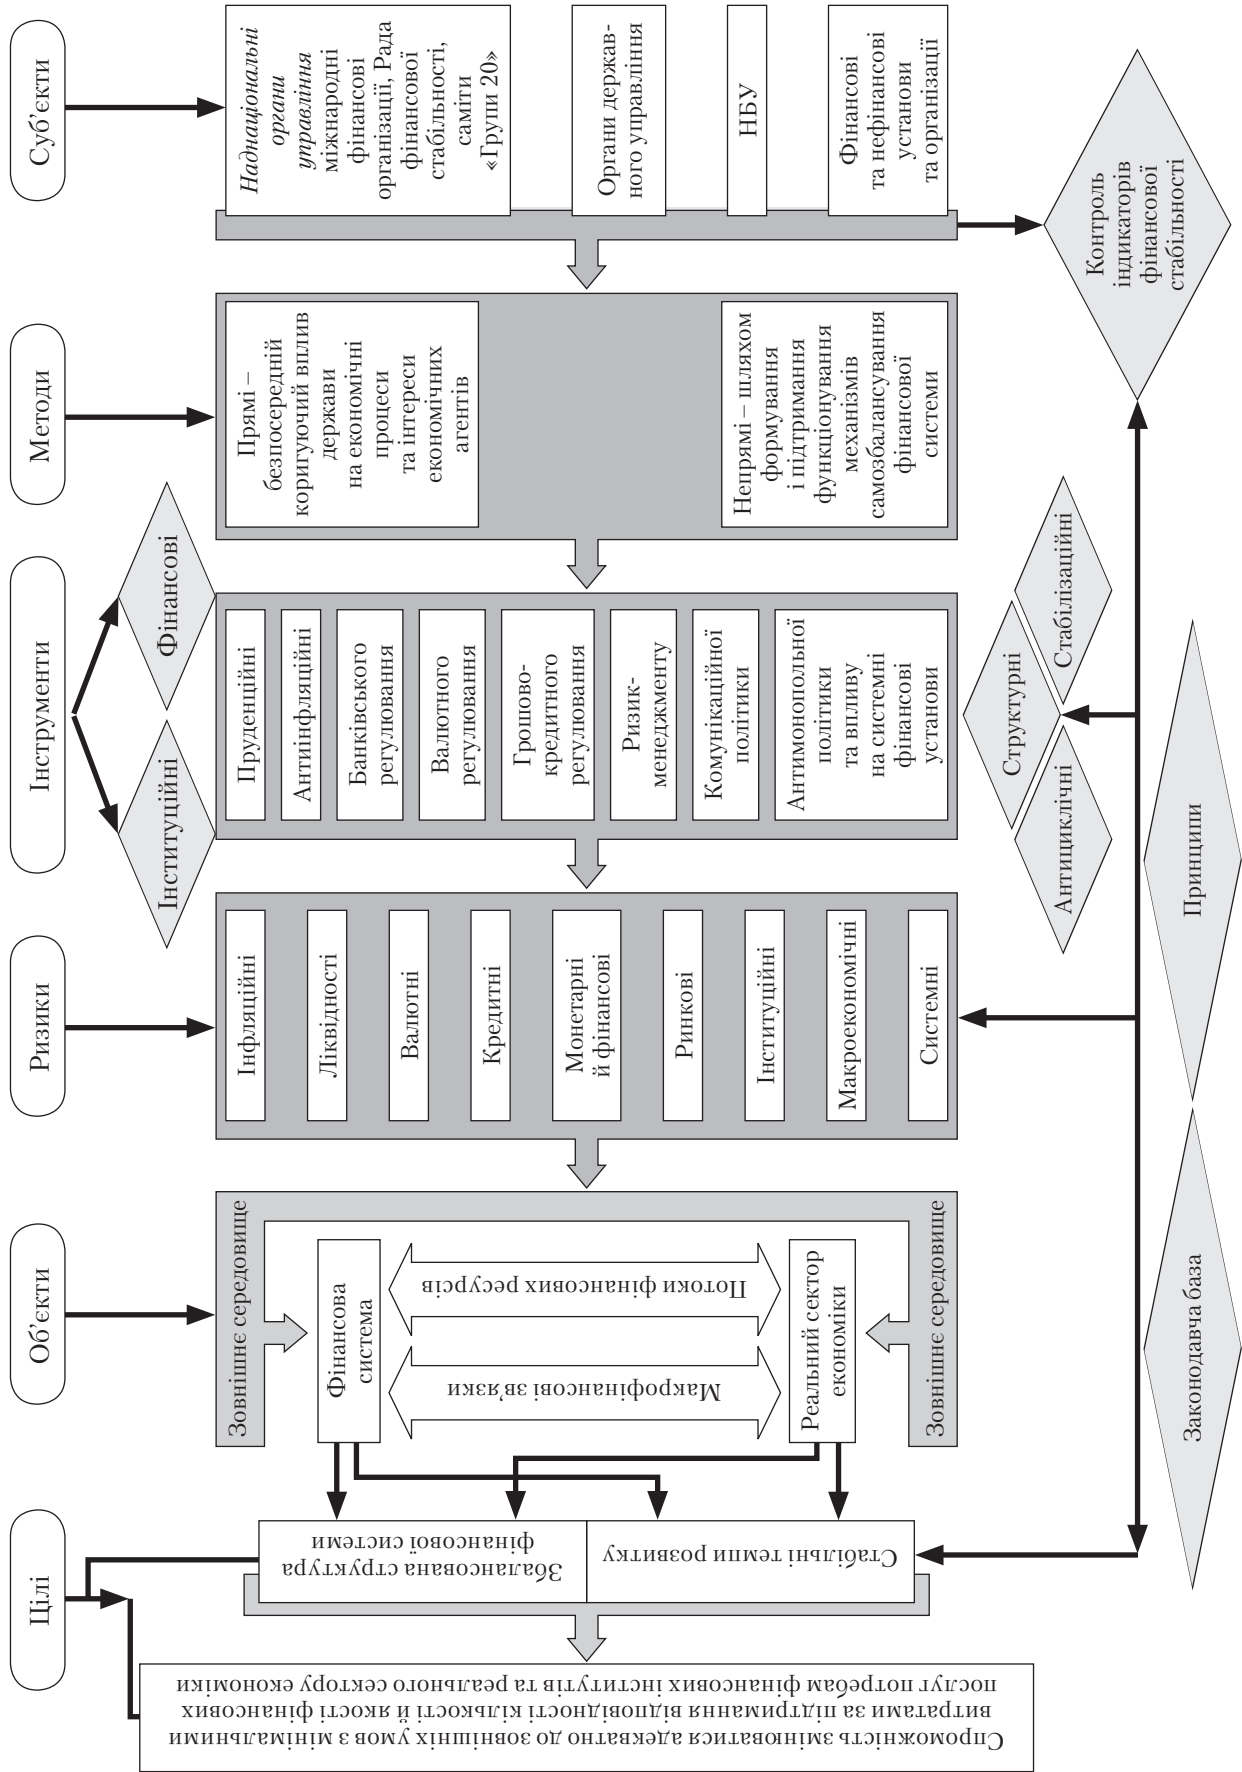 Суб’єкти
Наднаціональні
органи
управління
міжнародні
фінансові
організації, Рада
фінансової
стабільності,
саміти
«Групи 20»
Органи держав-
ного управління
НБУ
Фінансові
та нефінансові
установи
та організації
Контроль
індикаторів
фінансової
стабільності
Методи
Прямі –
безпосередній
коригуючий вплив
держави
на економічні
процеси
та інтереси
економічних
агентів
Непрямі – шляхом
формування
і підтримання
функціонування
механізмів
самозбалансування
фінансової
системи
Інструменти
Інституційні
Фінансові
Пруденційні
Антиінфляційні
Банківського
регулювання
Валютного
регулювання
Грошово-
кредитного
регулювання
Ризик-
менеджменту
Комунікаційної
політики
Антимонопольної
політики
та впливу
на системні
фінансові
установи
Структурні
Антициклічні
Стабілізаційні
Ризики
Інфляційні
Ліквідності
Валютні
Кредитні
Монетарні
й фінансові
Ринкові
Інституційні
Макроекономічні
Системні
Принципи
Об’єкти
Зовнішнє середовище
Фінансова
система
Макрофінансові зв’язки
Потоки фінансових ресурсів
Реальний сектор
економіки
Зовнішнє середовище
Законодавча база
Цілі
Збалансована структура
фінансової системи
Стабільні темпи розвитку
Спроможність змінюватися адекватно до зовнішніх умов з мінімальними
витратами за підтримання відповідності кількості й якості фінансових
послуг потребам фінансових інститутів та реального сектору економіки